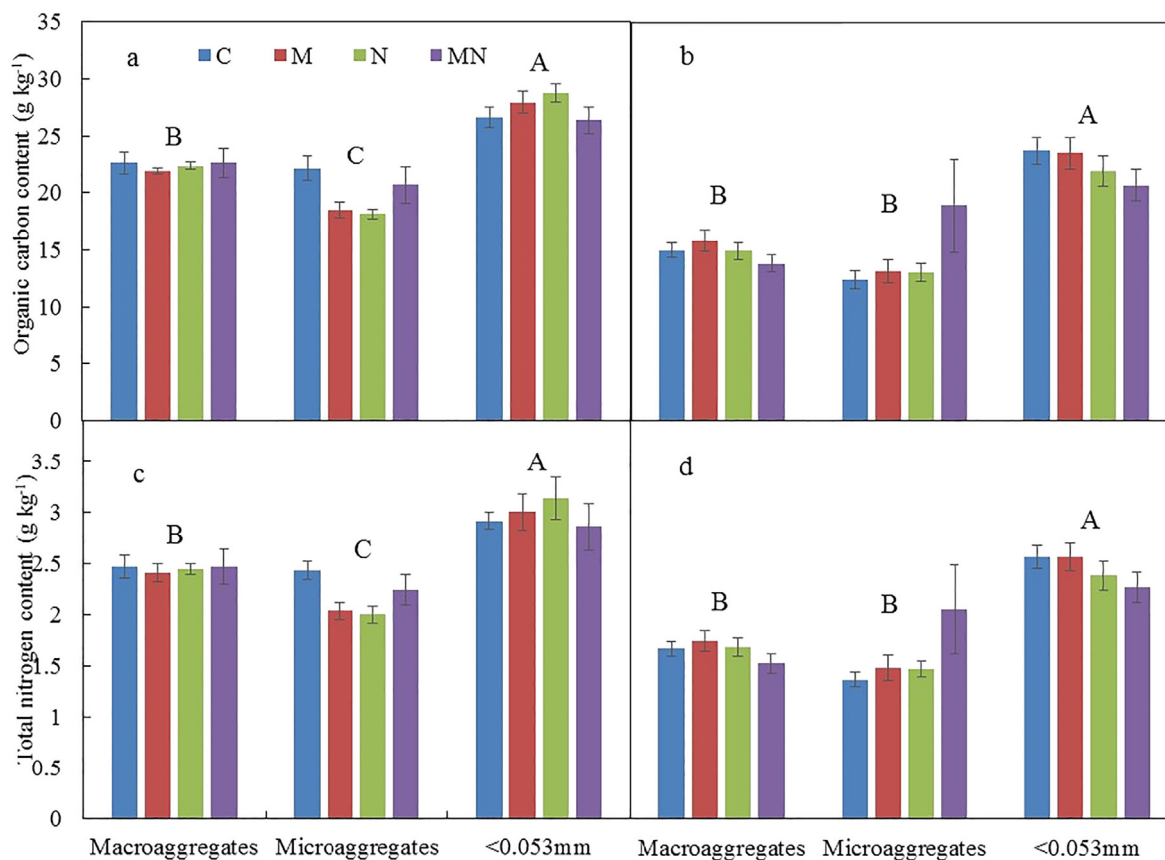 Organic carbon content (g kg⁻¹)
35
30
25
20
15
10
5
0
a
C M N MN
B
C
A
b
B
B
A
Total nitrogen content (g kg⁻¹)
3.5
3
2.5
2
1.5
1
0.5
0
c
B
C
A
d
B
B
A
Macroaggregates Microaggregates <0.053mm Macroaggregates Microaggregates <0.053mm